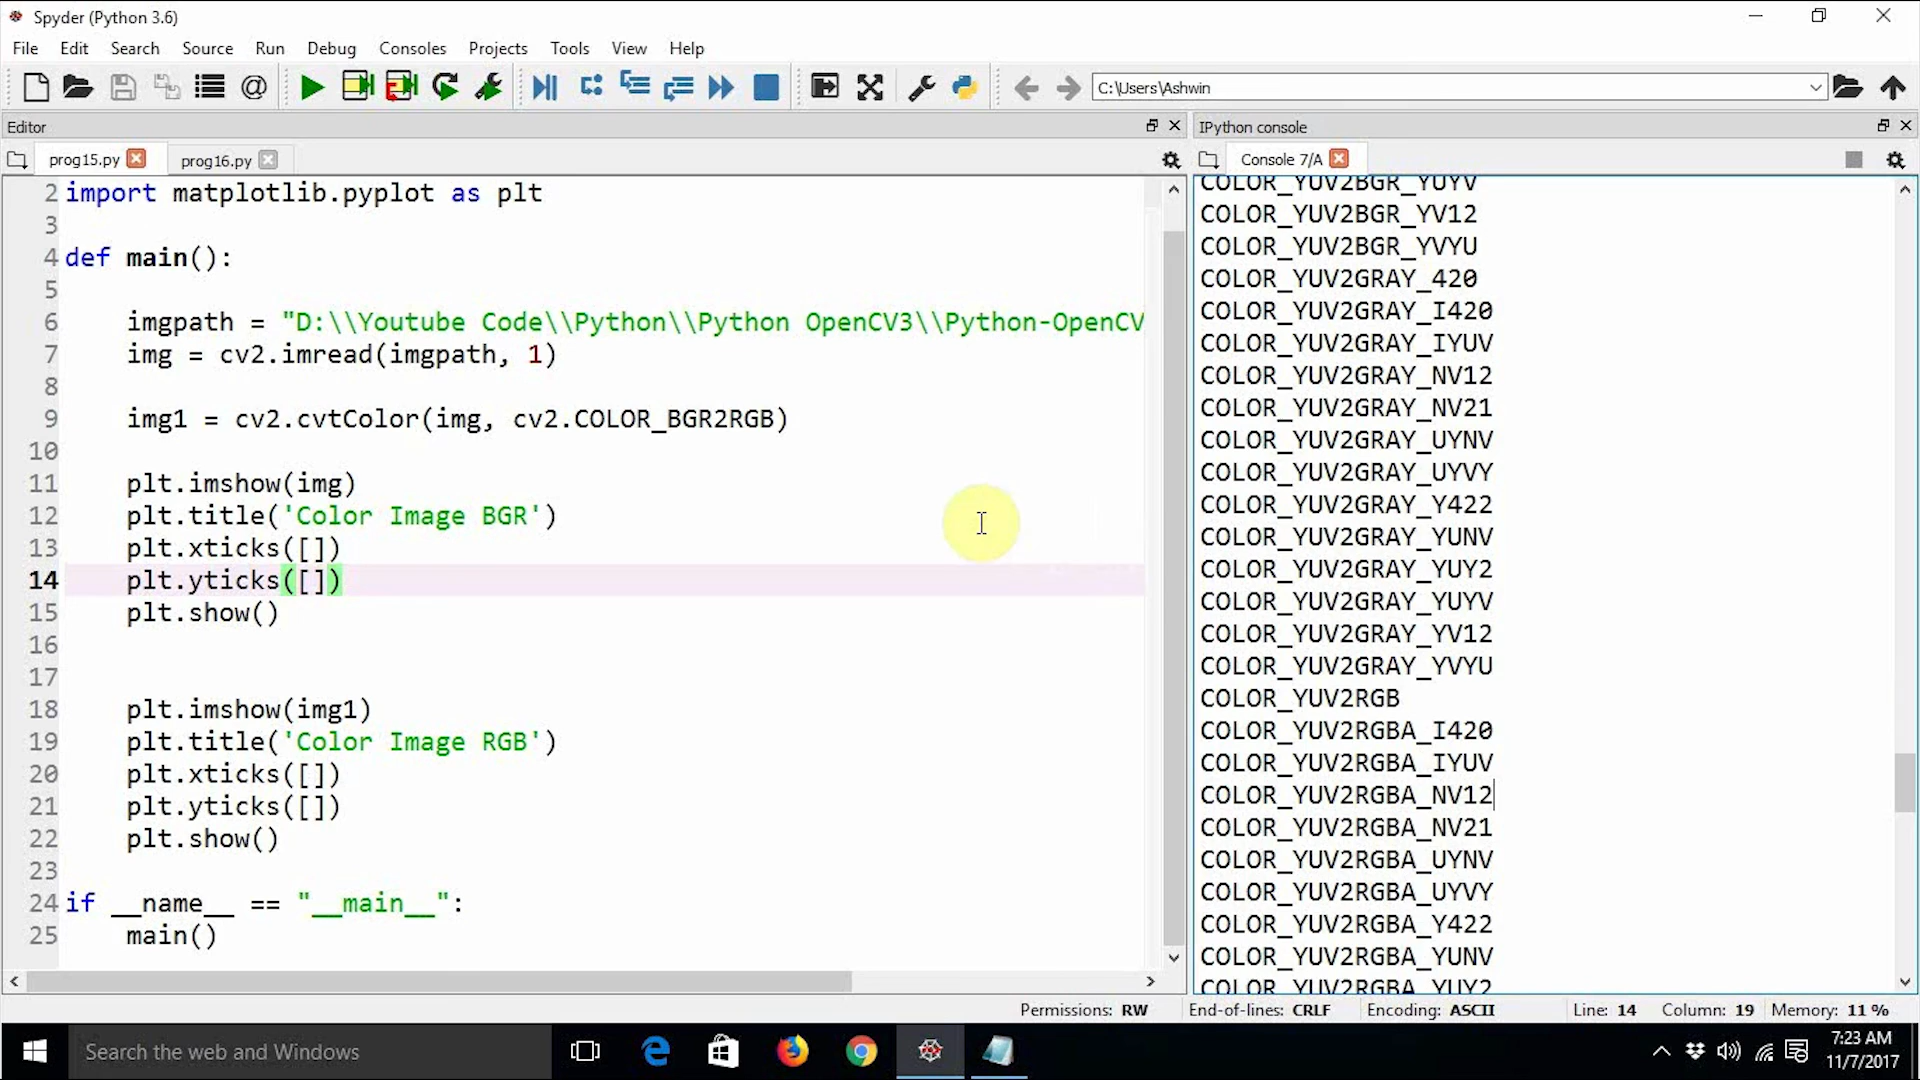 Spyder (Python 3.6)
File Edit Search Source Run Debug Consoles Projects Tools View Help
C:\Users\Ashwin
Editor
prog15.py prog16.py
2 import matplotlib.pyplot as plt
3
4 def main():
5
6 imgpath = "D:\\Youtube Code\\Python\\Python OpenCV3\\Python-OpenCV
7 img = cv2.imread(imgpath, 1)
8
9 img1 = cv2.cvtColor(img, cv2.COLOR_BGR2RGB)
10
11 plt.imshow(img)
12 plt.title('Color Image BGR')
13 plt.xticks([])
14 plt.yticks([])
15 plt.show()
16
17
18 plt.imshow(img1)
19 plt.title('Color Image RGB')
20 plt.xticks([])
21 plt.yticks([])
22 plt.show()
23
24 if __name__ == "__main__":
25 main()
IPython console
Console 7/A
COLOR_YUV2BGR_YUYV
COLOR_YUV2BGR_YV12
COLOR_YUV2BGR_YVYU
COLOR_YUV2GRAY_420
COLOR_YUV2GRAY_I420
COLOR_YUV2GRAY_IYUV
COLOR_YUV2GRAY_NV12
COLOR_YUV2GRAY_NV21
COLOR_YUV2GRAY_UYNV
COLOR_YUV2GRAY_UYVY
COLOR_YUV2GRAY_Y422
COLOR_YUV2GRAY_YUNV
COLOR_YUV2GRAY_YUY2
COLOR_YUV2GRAY_YUYV
COLOR_YUV2GRAY_YV12
COLOR_YUV2GRAY_YVYU
COLOR_YUV2RGB
COLOR_YUV2RGBA_I420
COLOR_YUV2RGBA_IYUV
COLOR_YUV2RGBA_NV12
COLOR_YUV2RGBA_NV21
COLOR_YUV2RGBA_UYNV
COLOR_YUV2RGBA_UYVY
COLOR_YUV2RGBA_Y422
COLOR_YUV2RGBA_YUNV
COLOR_YUV2RGBA_YUY2
Permissions: RW End-of-lines: CRLF Encoding: ASCII Line: 14 Column: 19 Memory: 11 %
Search the web and Windows
7:23 AM
11/7/2017